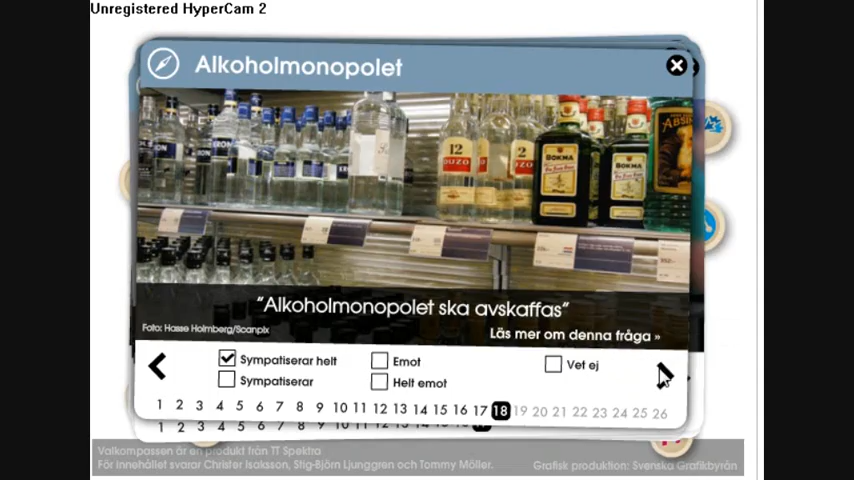 Unregistered HyperCam 2
Alkoholmonopolet
12
OUZO
2
BOKMA
BOKMA
ABSIN
"Alkoholmonopolet ska avskaffas"
Foto: Hasse Holmberg/Scanpix
Läs mer om denna fråga »
Sympatiserar helt
Emot
Vet ej
Sympatiserar
Helt emot
1 2 3 4 5 6 7 8 9 10 11 12 13 14 15 16 17 18 19 20 21 22 23 24 25 26
Valkompassen är en produkt från TT Spektra
För innehållet svarar Christer Isaksson, Stig-Björn Ljunggren och Tommy Möller.
Grafisk produktion: Svenska Grafikbyrån